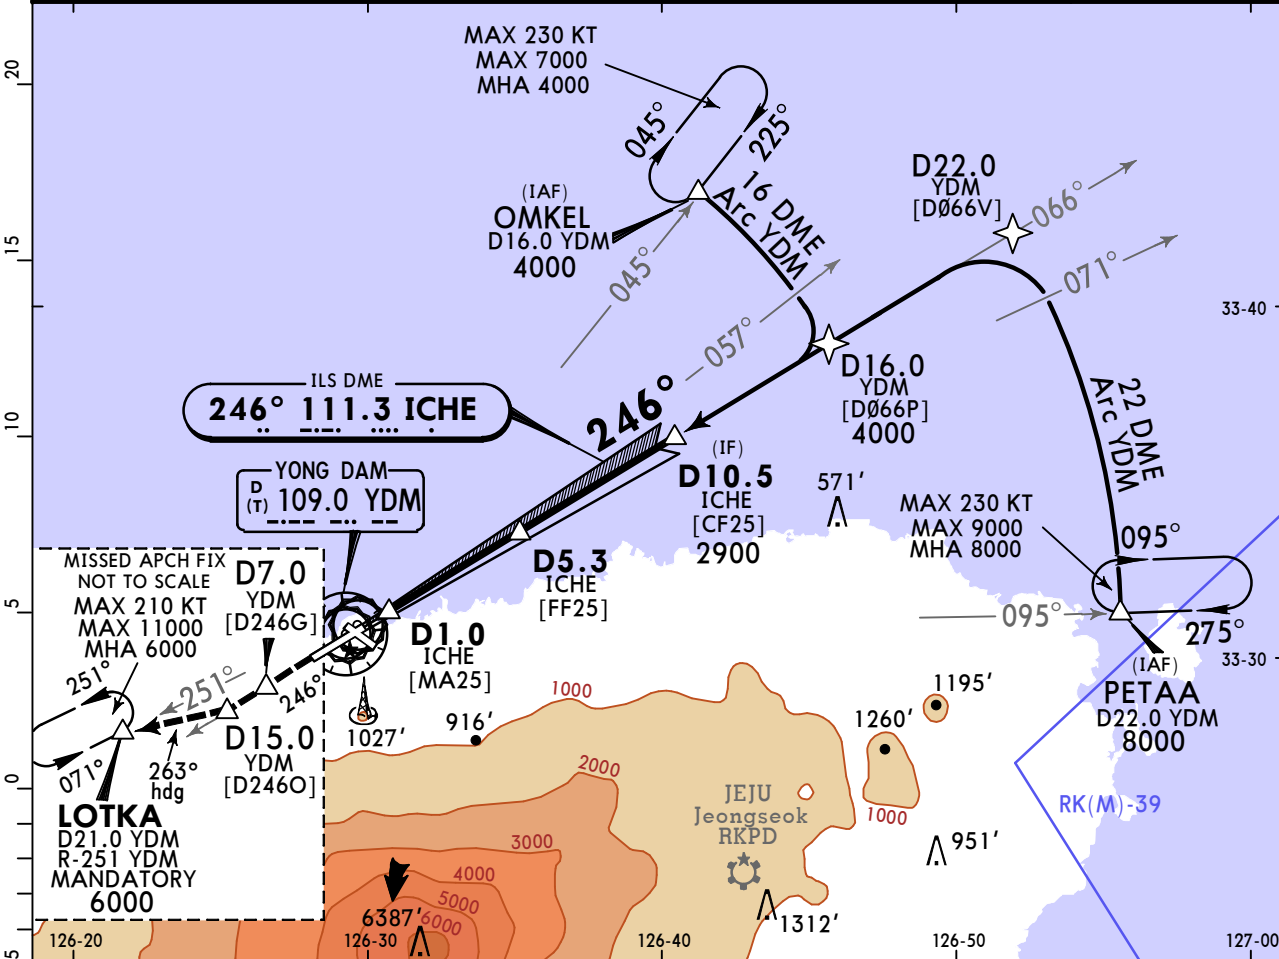 MAX 230 KT
MAX 7000
MHA 4000
045°
225°
20
(IAF)
OMKEL
D16.0 YDM
4000
16 DME
Arc YDM
045°
D22.0
YDM
[DØ66V]
066°
071°
15
33-40
057°
D16.0
YDM
[DØ66P]
4000
22 DME
Arc YDM
ILS DME
246° 111.3 ICHE
246°
10
(IF)
D10.5
ICHE
[CF25]
2900
571'
MAX 230 KT
MAX 9000
MHA 8000
095°
095°
275°
YONG DAM
D
(T) 109.0 YDM
D5.3
ICHE
[FF25]
5
D1.0
ICHE
[MA25]
(IAF)
PETAA
D22.0 YDM
8000
33-30
MISSED APCH FIX
NOT TO SCALE
MAX 210 KT
MAX 11000
MHA 6000
D7.0
YDM
[D246G]
251°
251°
246°
071°
263°
hdg
D15.0
YDM
[D246O]
LOTKA
D21.0 YDM
R-251 YDM
MANDATORY
6000
0
1027'
916'
1000
1195'
1260'
1000
2000
JEJU
Jeongseok
RKPD
RK(M)-39
951'
3000
4000
5000
6000
6387'
1312'
5
126-20
126-30
126-40
126-50
127-00